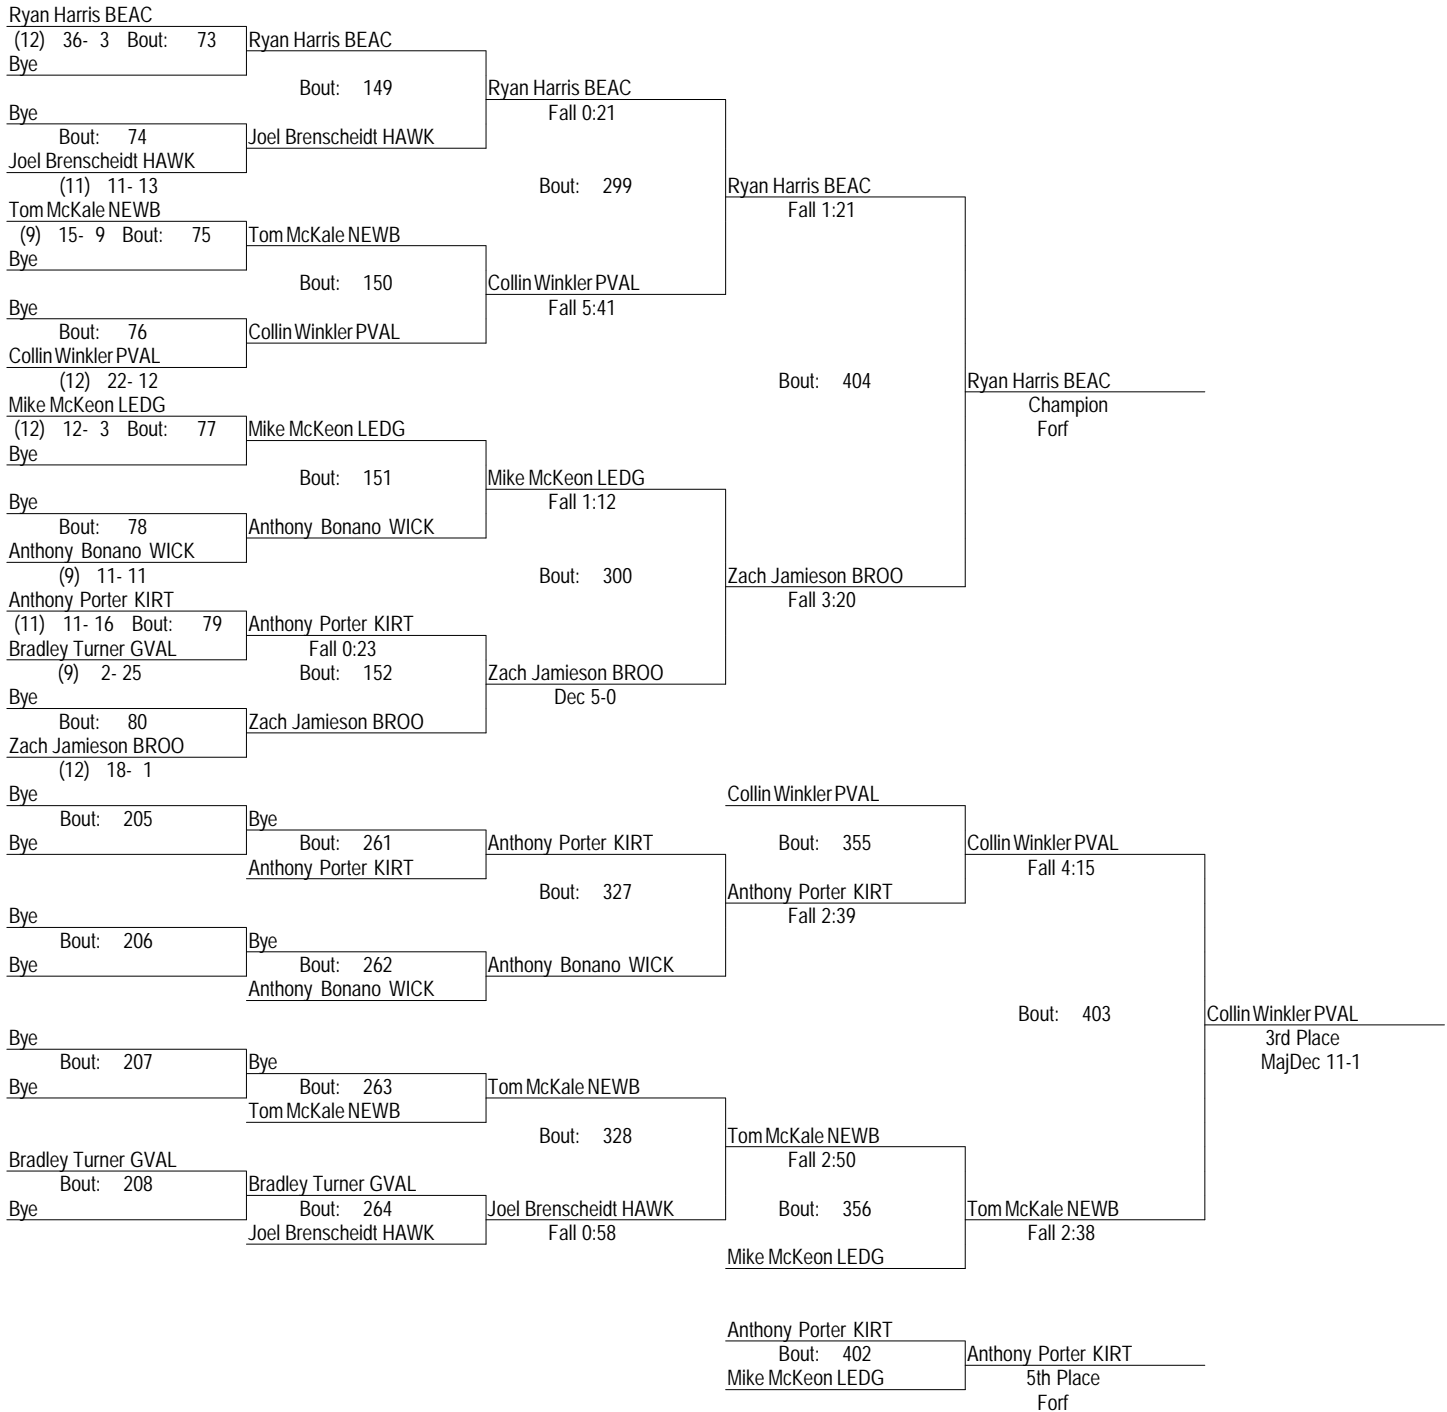 Ryan Harris BEAC
(12) 36- 3 Bout: 73 Ryan Harris BEAC
Bye
Bout: 149 Ryan Harris BEAC
Bye Fall 0:21
Bout: 74 Joel Brenscheidt HAWK
Joel Brenscheidt HAWK
(11) 11- 13 Bout: 299 Ryan Harris BEAC
Tom McKale NEWB Fall 1:21
(9) 15- 9 Bout: 75 Tom McKale NEWB
Bye
Bout: 150 Collin Winkler PVAL
Bye Fall 5:41
Bout: 76 Collin Winkler PVAL
Collin Winkler PVAL
(12) 22- 12 Bout: 404 Ryan Harris BEAC
Mike McKeon LEDG Champion
(12) 12- 3 Bout: 77 Mike McKeon LEDG Forf
Bye
Bout: 151 Mike McKeon LEDG
Bye Fall 1:12
Bout: 78 Anthony Bonano WICK
Anthony Bonano WICK
(9) 11- 11 Bout: 300 Zach Jamieson BROO
Anthony Porter KIRT Fall 3:20
(11) 11- 16 Bout: 79 Anthony Porter KIRT
Bradley Turner GVAL Fall 0:23
(9) 2- 25 Bout: 152 Zach Jamieson BROO
Bye Dec 5-0
Bout: 80 Zach Jamieson BROO
Zach Jamieson BROO
(12) 18- 1
Bye Collin Winkler PVAL
Bout: 205 Bye
Bye Bout: 261 Anthony Porter KIRT Bout: 355 Collin Winkler PVAL
Anthony Porter KIRT Fall 4:15
Bout: 327 Anthony Porter KIRT
Bye Fall 2:39
Bout: 206 Bye
Bye Bout: 262 Anthony Bonano WICK
Anthony Bonano WICK
Bout: 403 Collin Winkler PVAL
Bye 3rd Place
Bout: 207 Bye MajDec 11-1
Bye Bout: 263 Tom McKale NEWB
Tom McKale NEWB
Bout: 328 Tom McKale NEWB
Bradley Turner GVAL Fall 2:50
Bout: 208 Bradley Turner GVAL
Bye Bout: 264 Joel Brenscheidt HAWK Bout: 356 Tom McKale NEWB
Joel Brenscheidt HAWK Fall 0:58 Fall 2:38
Mike McKeon LEDG
Anthony Porter KIRT
Bout: 402 Anthony Porter KIRT
Mike McKeon LEDG 5th Place
Forf